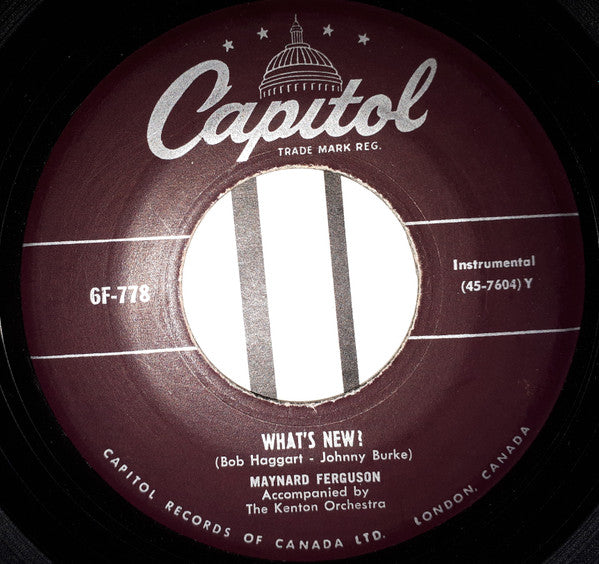 Capitol
TRADE MARK REG.
6F-778
Instrumental
(45-7604) Y
WHAT'S NEW?
(Bob Haggart - Johnny Burke)
MAYNARD FERGUSON
Accompanied by
The Kenton Orchestra
CAPITOL RECORDS OF CANADA LTD. LONDON, CANADA